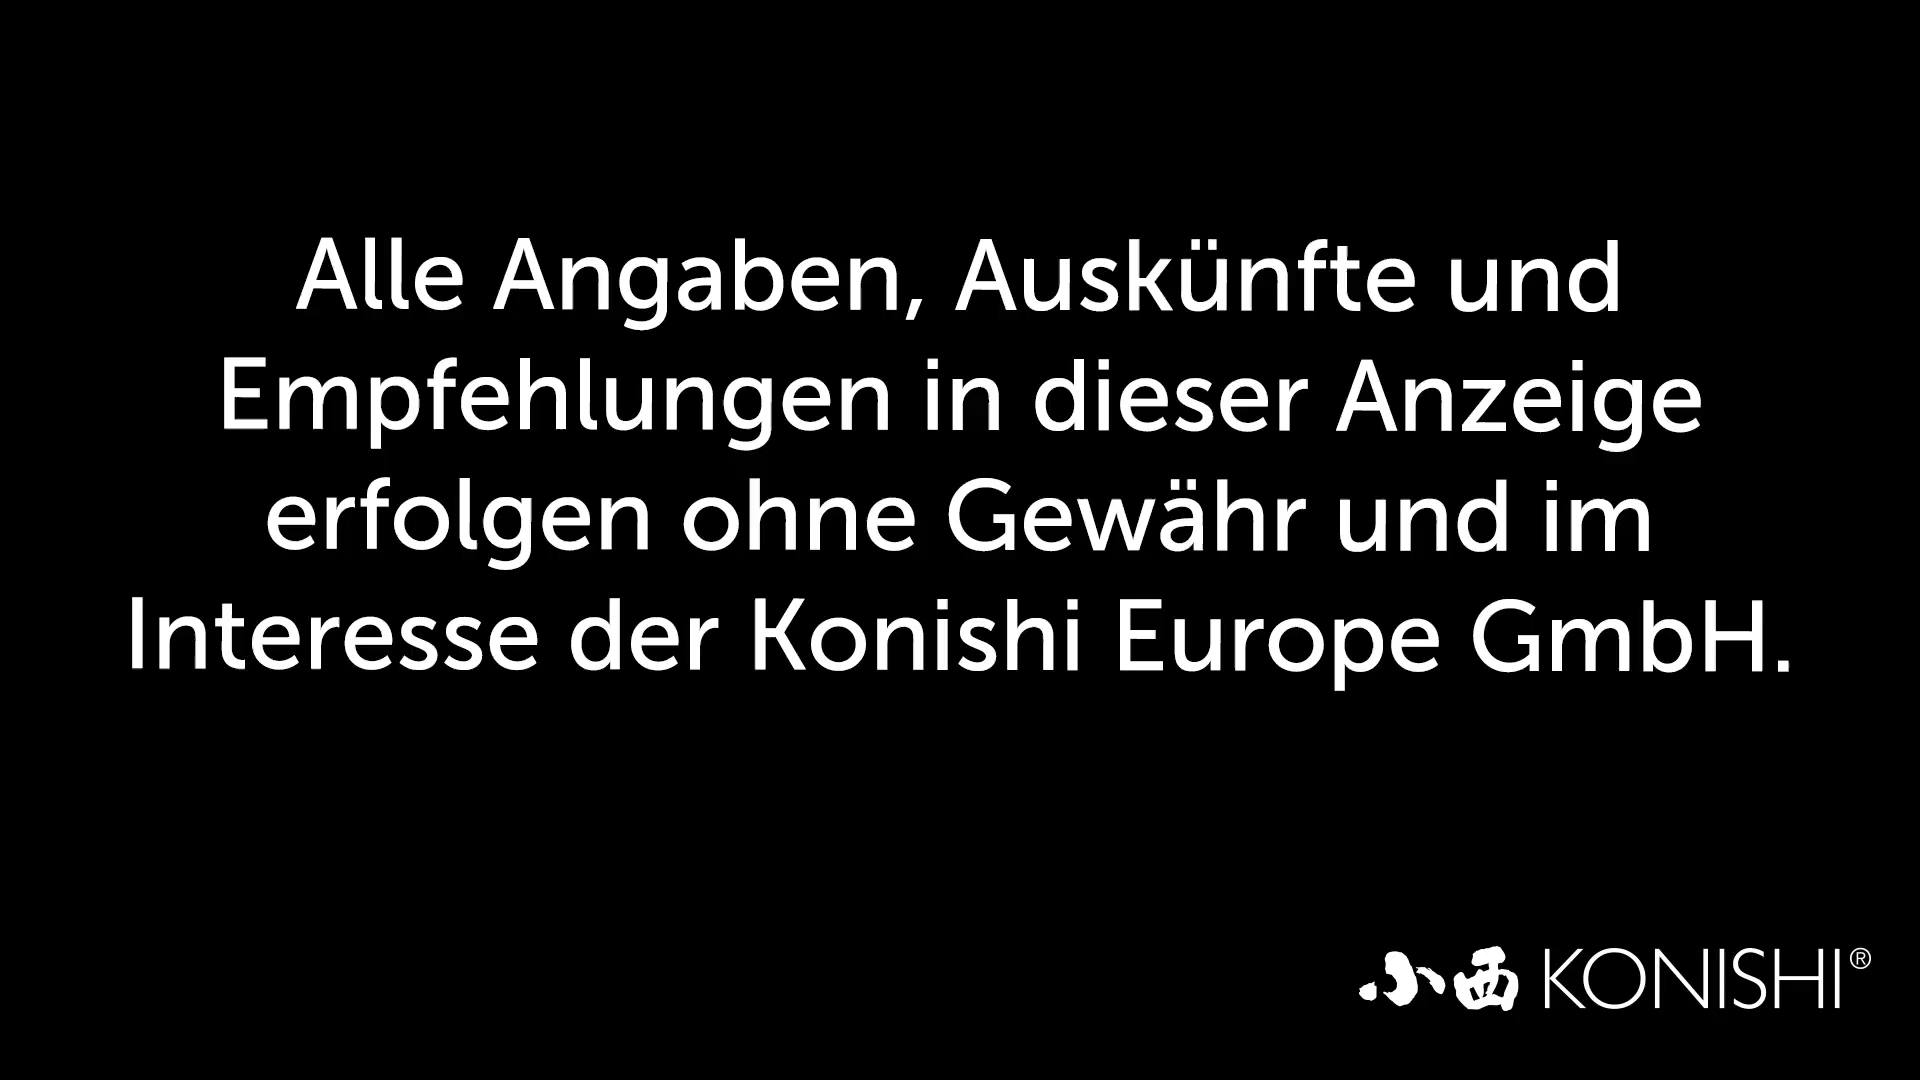 Alle Angaben, Auskünfte und
Empfehlungen in dieser Anzeige
erfolgen ohne Gewähr und im
Interesse der Konishi Europe GmbH.
小西 KONISHI®